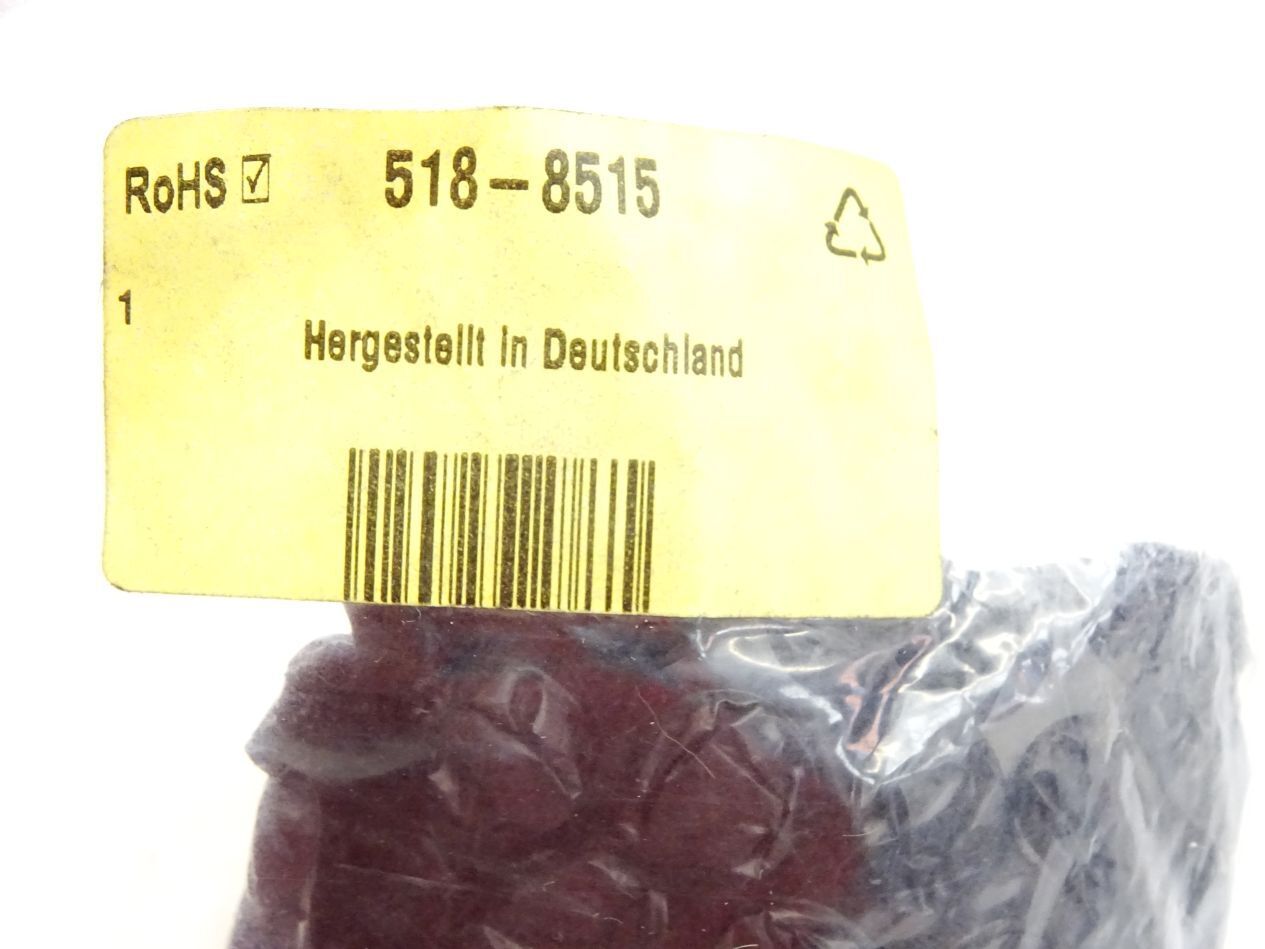 RoHS 518-8515
1
Hergestellt in Deutschland